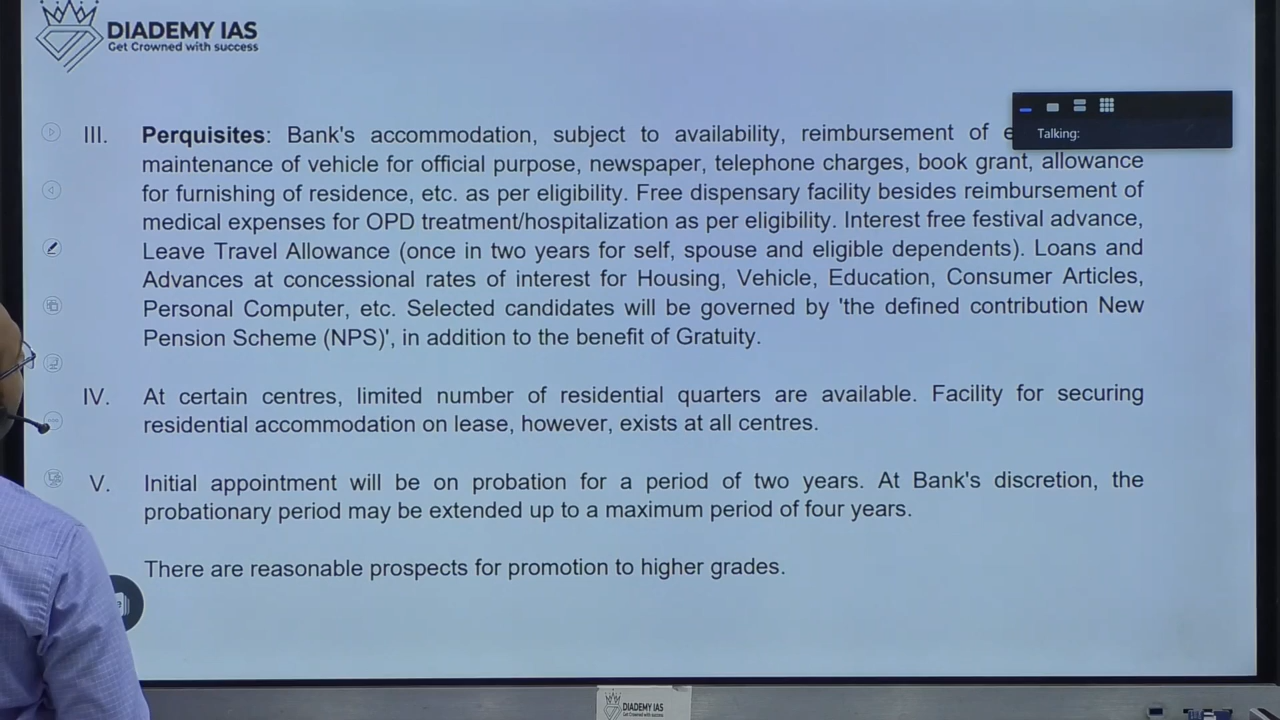 DIADEMY IAS
Get Crowned with success
Talking:
III. Perquisites: Bank's accommodation, subject to availability, reimbursement of
maintenance of vehicle for official purpose, newspaper, telephone charges, book grant, allowance
for furnishing of residence, etc. as per eligibility. Free dispensary facility besides reimbursement of
medical expenses for OPD treatment/hospitalization as per eligibility. Interest free festival advance,
Leave Travel Allowance (once in two years for self, spouse and eligible dependents). Loans and
Advances at concessional rates of interest for Housing, Vehicle, Education, Consumer Articles,
Personal Computer, etc. Selected candidates will be governed by 'the defined contribution New
Pension Scheme (NPS)', in addition to the benefit of Gratuity.
IV. At certain centres, limited number of residential quarters are available. Facility for securing
residential accommodation on lease, however, exists at all centres.
V. Initial appointment will be on probation for a period of two years. At Bank's discretion, the
probationary period may be extended up to a maximum period of four years.
There are reasonable prospects for promotion to higher grades.
DIADEMY IAS
Get Crowned with success